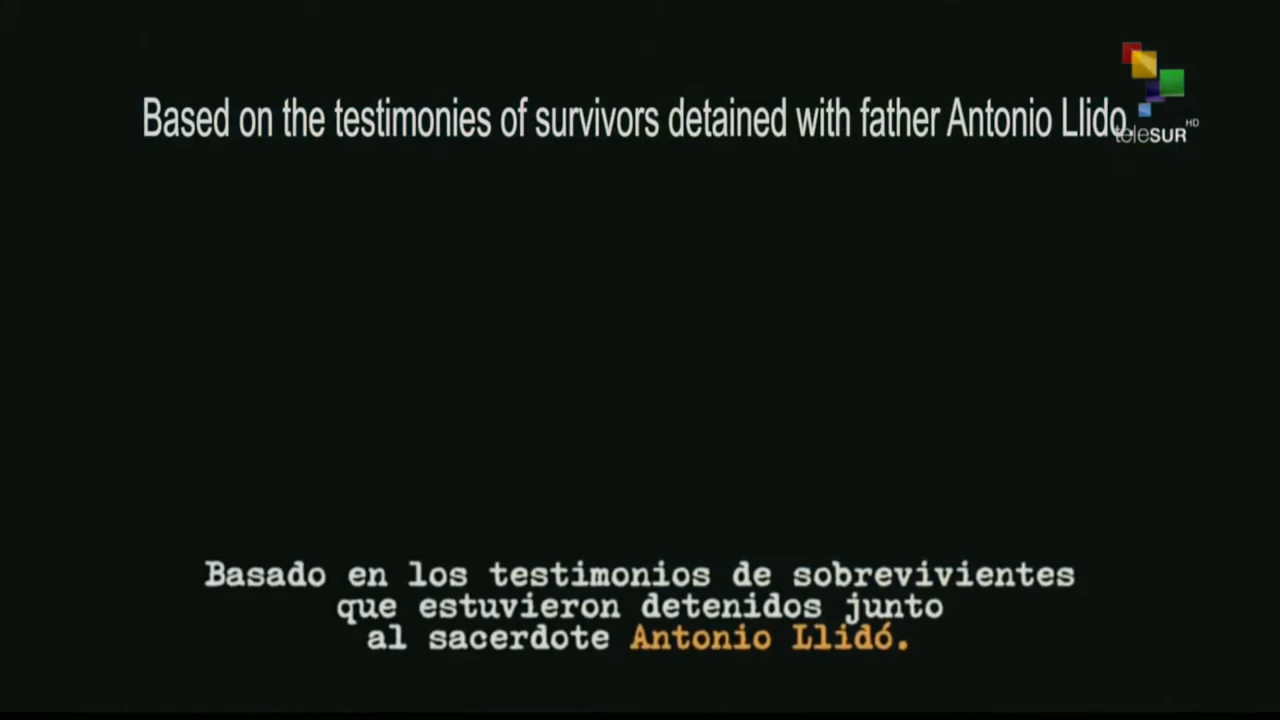 Based on the testimonies of survivors detained with father Antonio Llido.
teleSUR HD
Basado en los testimonios de sobrevivientes
que estuvieron detenidos junto
al sacerdote Antonio Llidó.